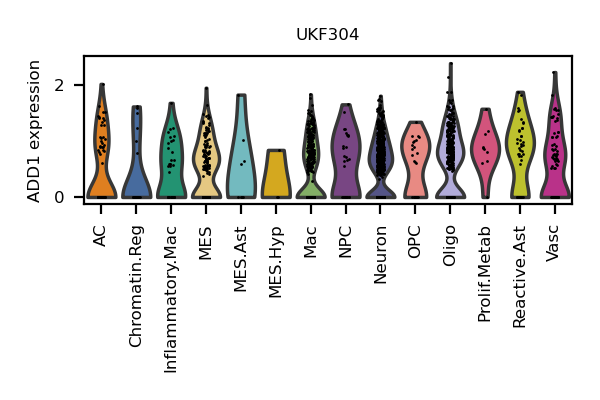 UKF304
ADD1 expression
2
0
AC
Chromatin.Reg
Inflammatory.Mac
MES
MES.Ast
MES.Hyp
Mac
NPC
Neuron
OPC
Oligo
Prolif.Metab
Reactive.Ast
Vasc